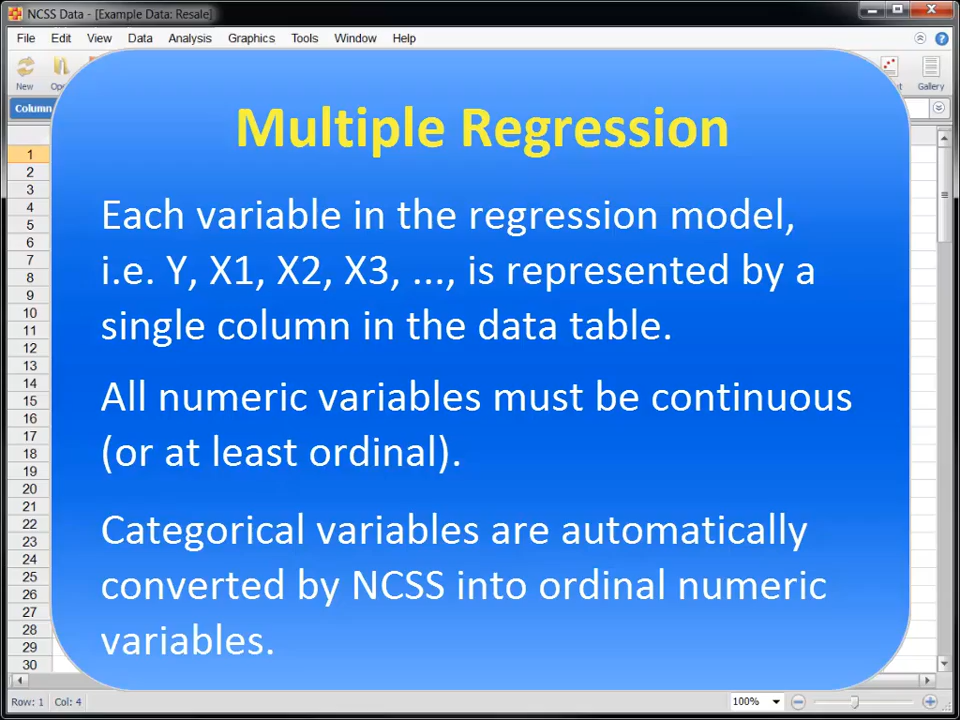 NCSS Data - [Example Data: Resale]
File Edit View Data Analysis Graphics Tools Window Help
New Gallery
Column
Multiple Regression
Each variable in the regression model,
i.e. Y, X1, X2, X3, ..., is represented by a
single column in the data table.
All numeric variables must be continuous
(or at least ordinal).
Categorical variables are automatically
converted by NCSS into ordinal numeric
variables.
1
2
3
4
5
6
7
8
9
10
11
12
13
14
15
16
17
18
19
20
21
22
23
24
25
26
27
28
29
30
Row: 1 Col: 4 100%